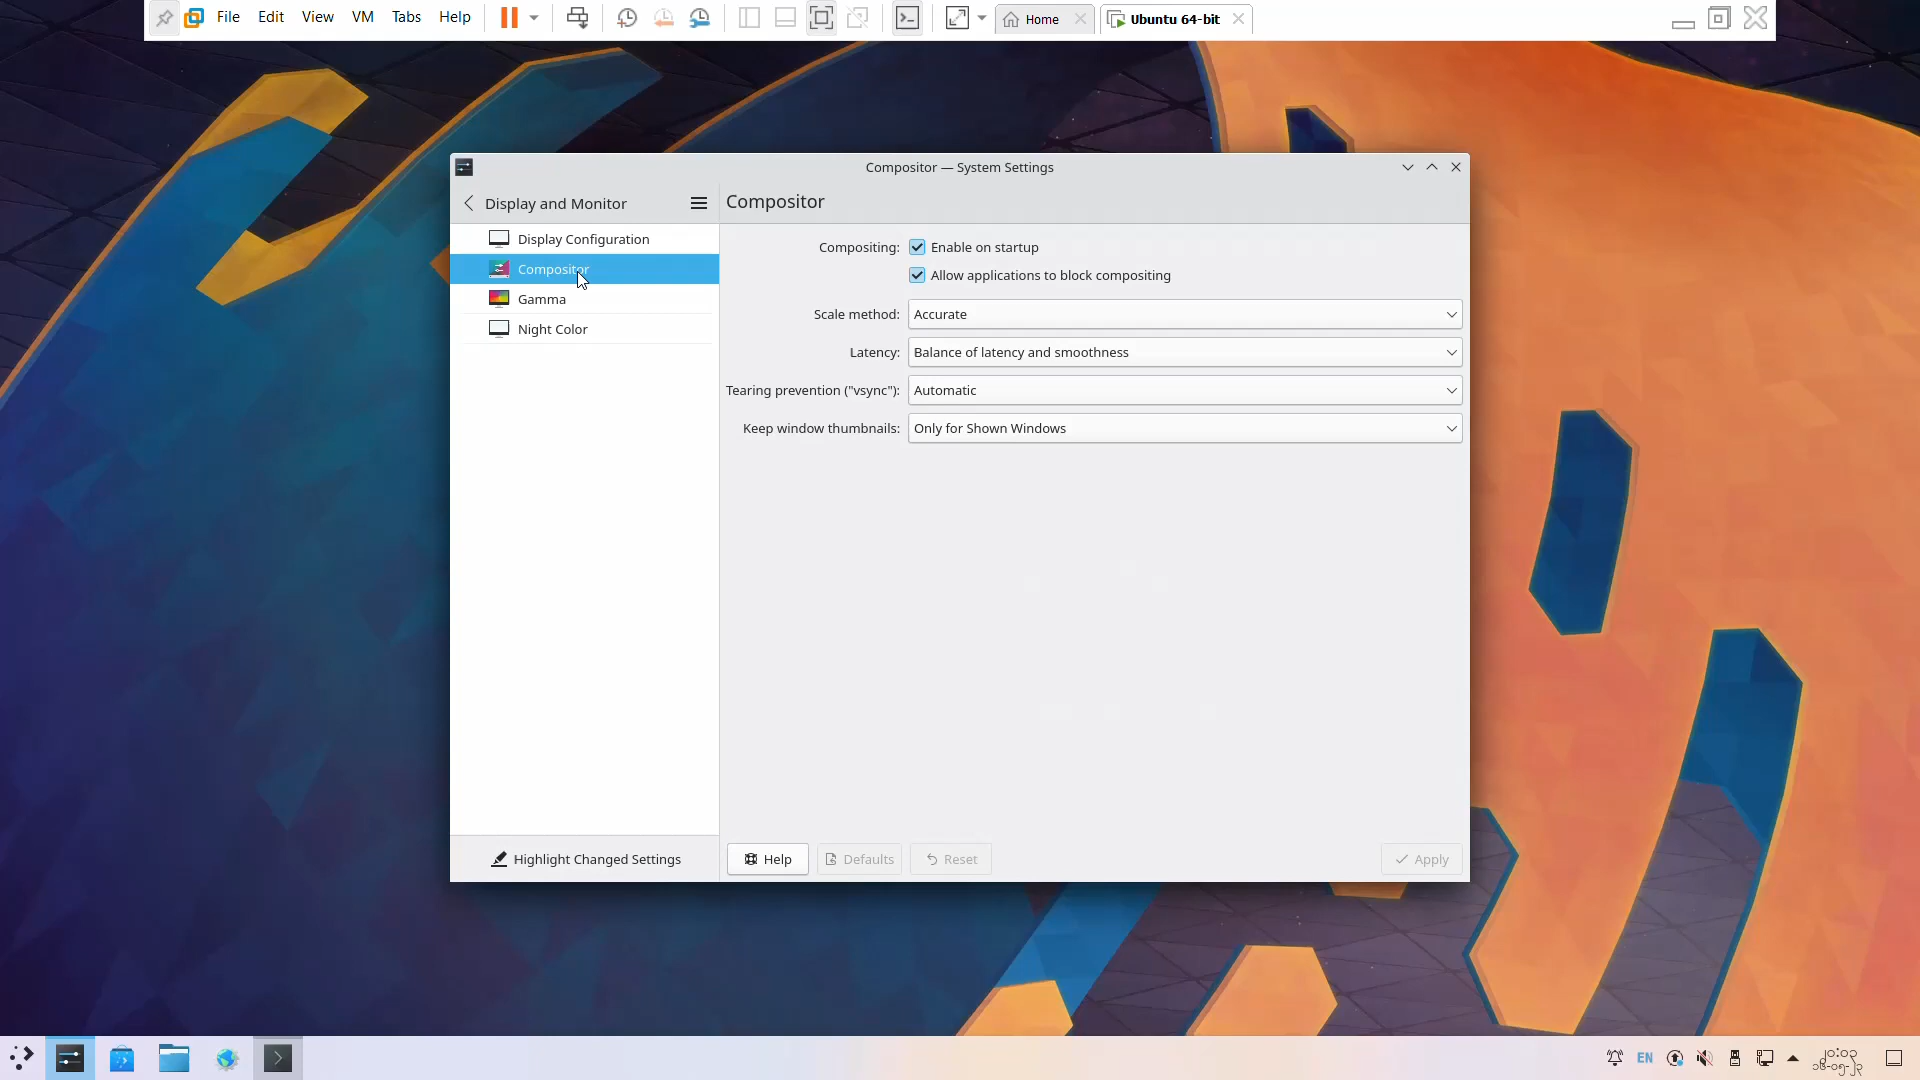 File Edit View VM Tabs Help
Home
Ubuntu 64-bit
Compositor — System Settings
Display and Monitor
Compositor
Display Configuration
Compositor
Gamma
Night Color
Compositing: Enable on startup
Allow applications to block compositing
Scale method: Accurate
Latency: Balance of latency and smoothness
Tearing prevention ("vsync"): Automatic
Keep window thumbnails: Only for Shown Windows
Highlight Changed Settings
Help
Defaults
Reset
Apply
EN